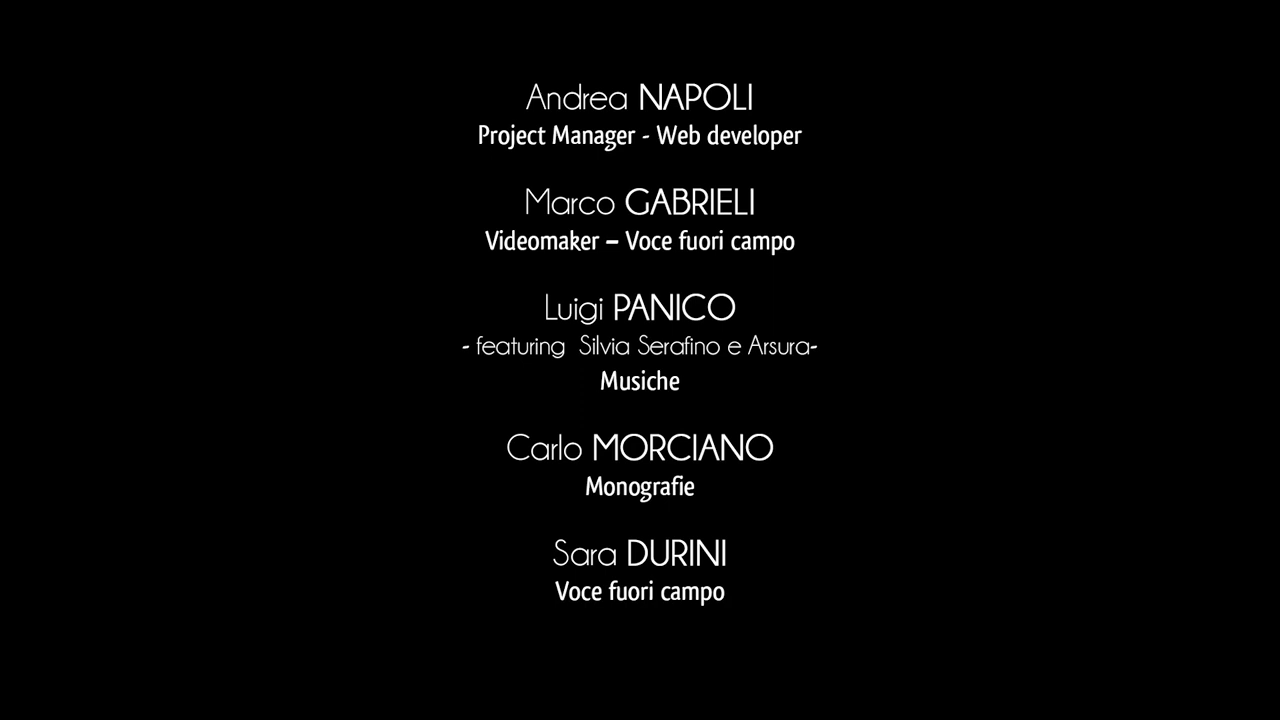 Andrea NAPOLI
Project Manager - Web developer
Marco GABRIELI
Videomaker – Voce fuori campo
Luigi PANICO
- featuring  Silvia Serafino e Arsura-
Musiche
Carlo MORCIANO
Monografie
Sara DURINI
Voce fuori campo